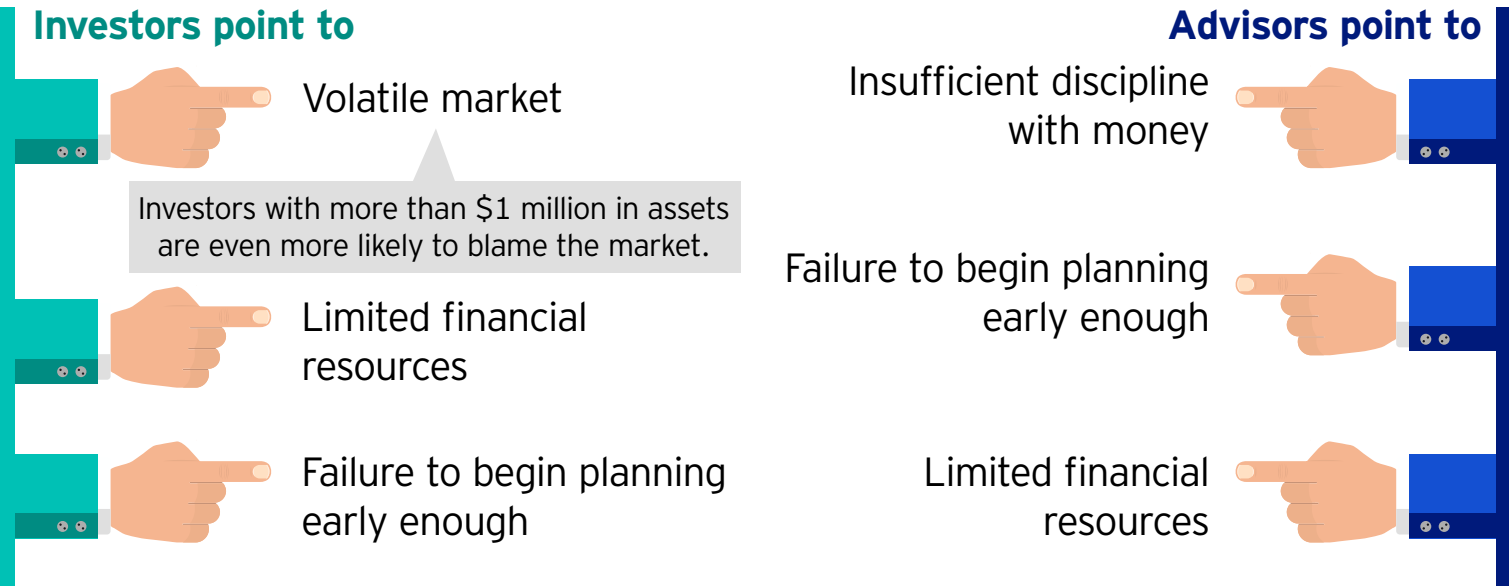 Investors point to
Volatile market
Investors with more than $1 million in assets
are even more likely to blame the market.
Limited financial
resources
Failure to begin planning
early enough
Advisors point to
Insufficient discipline
with money
Failure to begin planning
early enough
Limited financial
resources